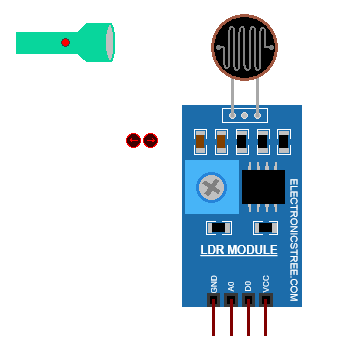 ELECTRONICSTREE.COM
LDR MODULE
GND
A0
D0
VCC